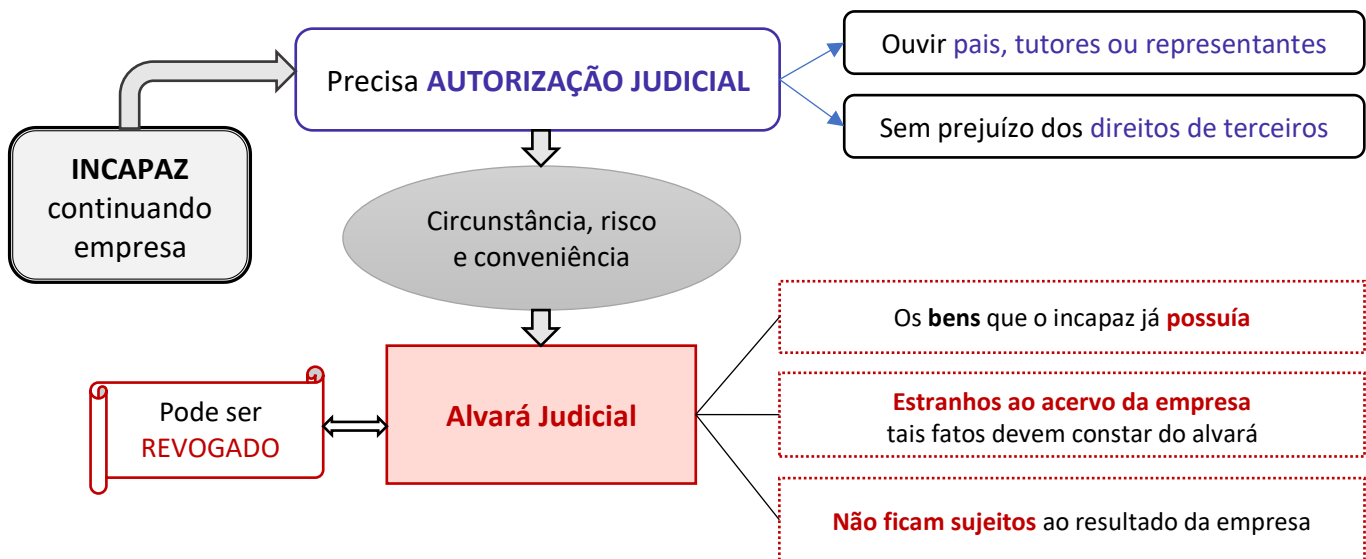 INCAPAZ
continuando
empresa
Precisa AUTORIZAÇÃO JUDICIAL
Ouvir pais, tutores ou representantes
Sem prejuízo dos direitos de terceiros
Circunstância, risco
e conveniência
Alvará Judicial
Pode ser
REVOGADO
Os bens que o incapaz já possuía
Estranhos ao acervo da empresa
tais fatos devem constar do alvará
Não ficam sujeitos ao resultado da empresa